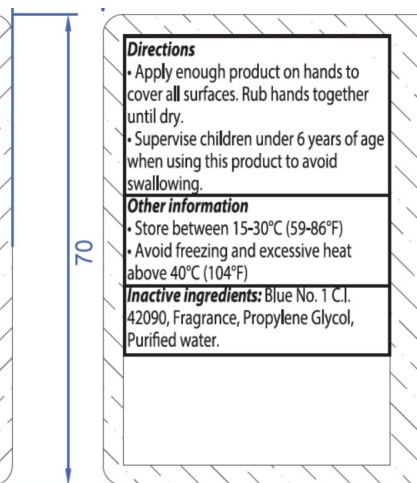 70
Directions
• Apply enough product on hands to
cover all surfaces. Rub hands together
until dry.
• Supervise children under 6 years of age
when using this product to avoid
swallowing.
Other information
• Store between 15-30°C (59-86°F)
• Avoid freezing and excessive heat
above 40°C (104°F)
Inactive ingredients: Blue No. 1 C.I.
42090, Fragrance, Propylene Glycol,
Purified water.